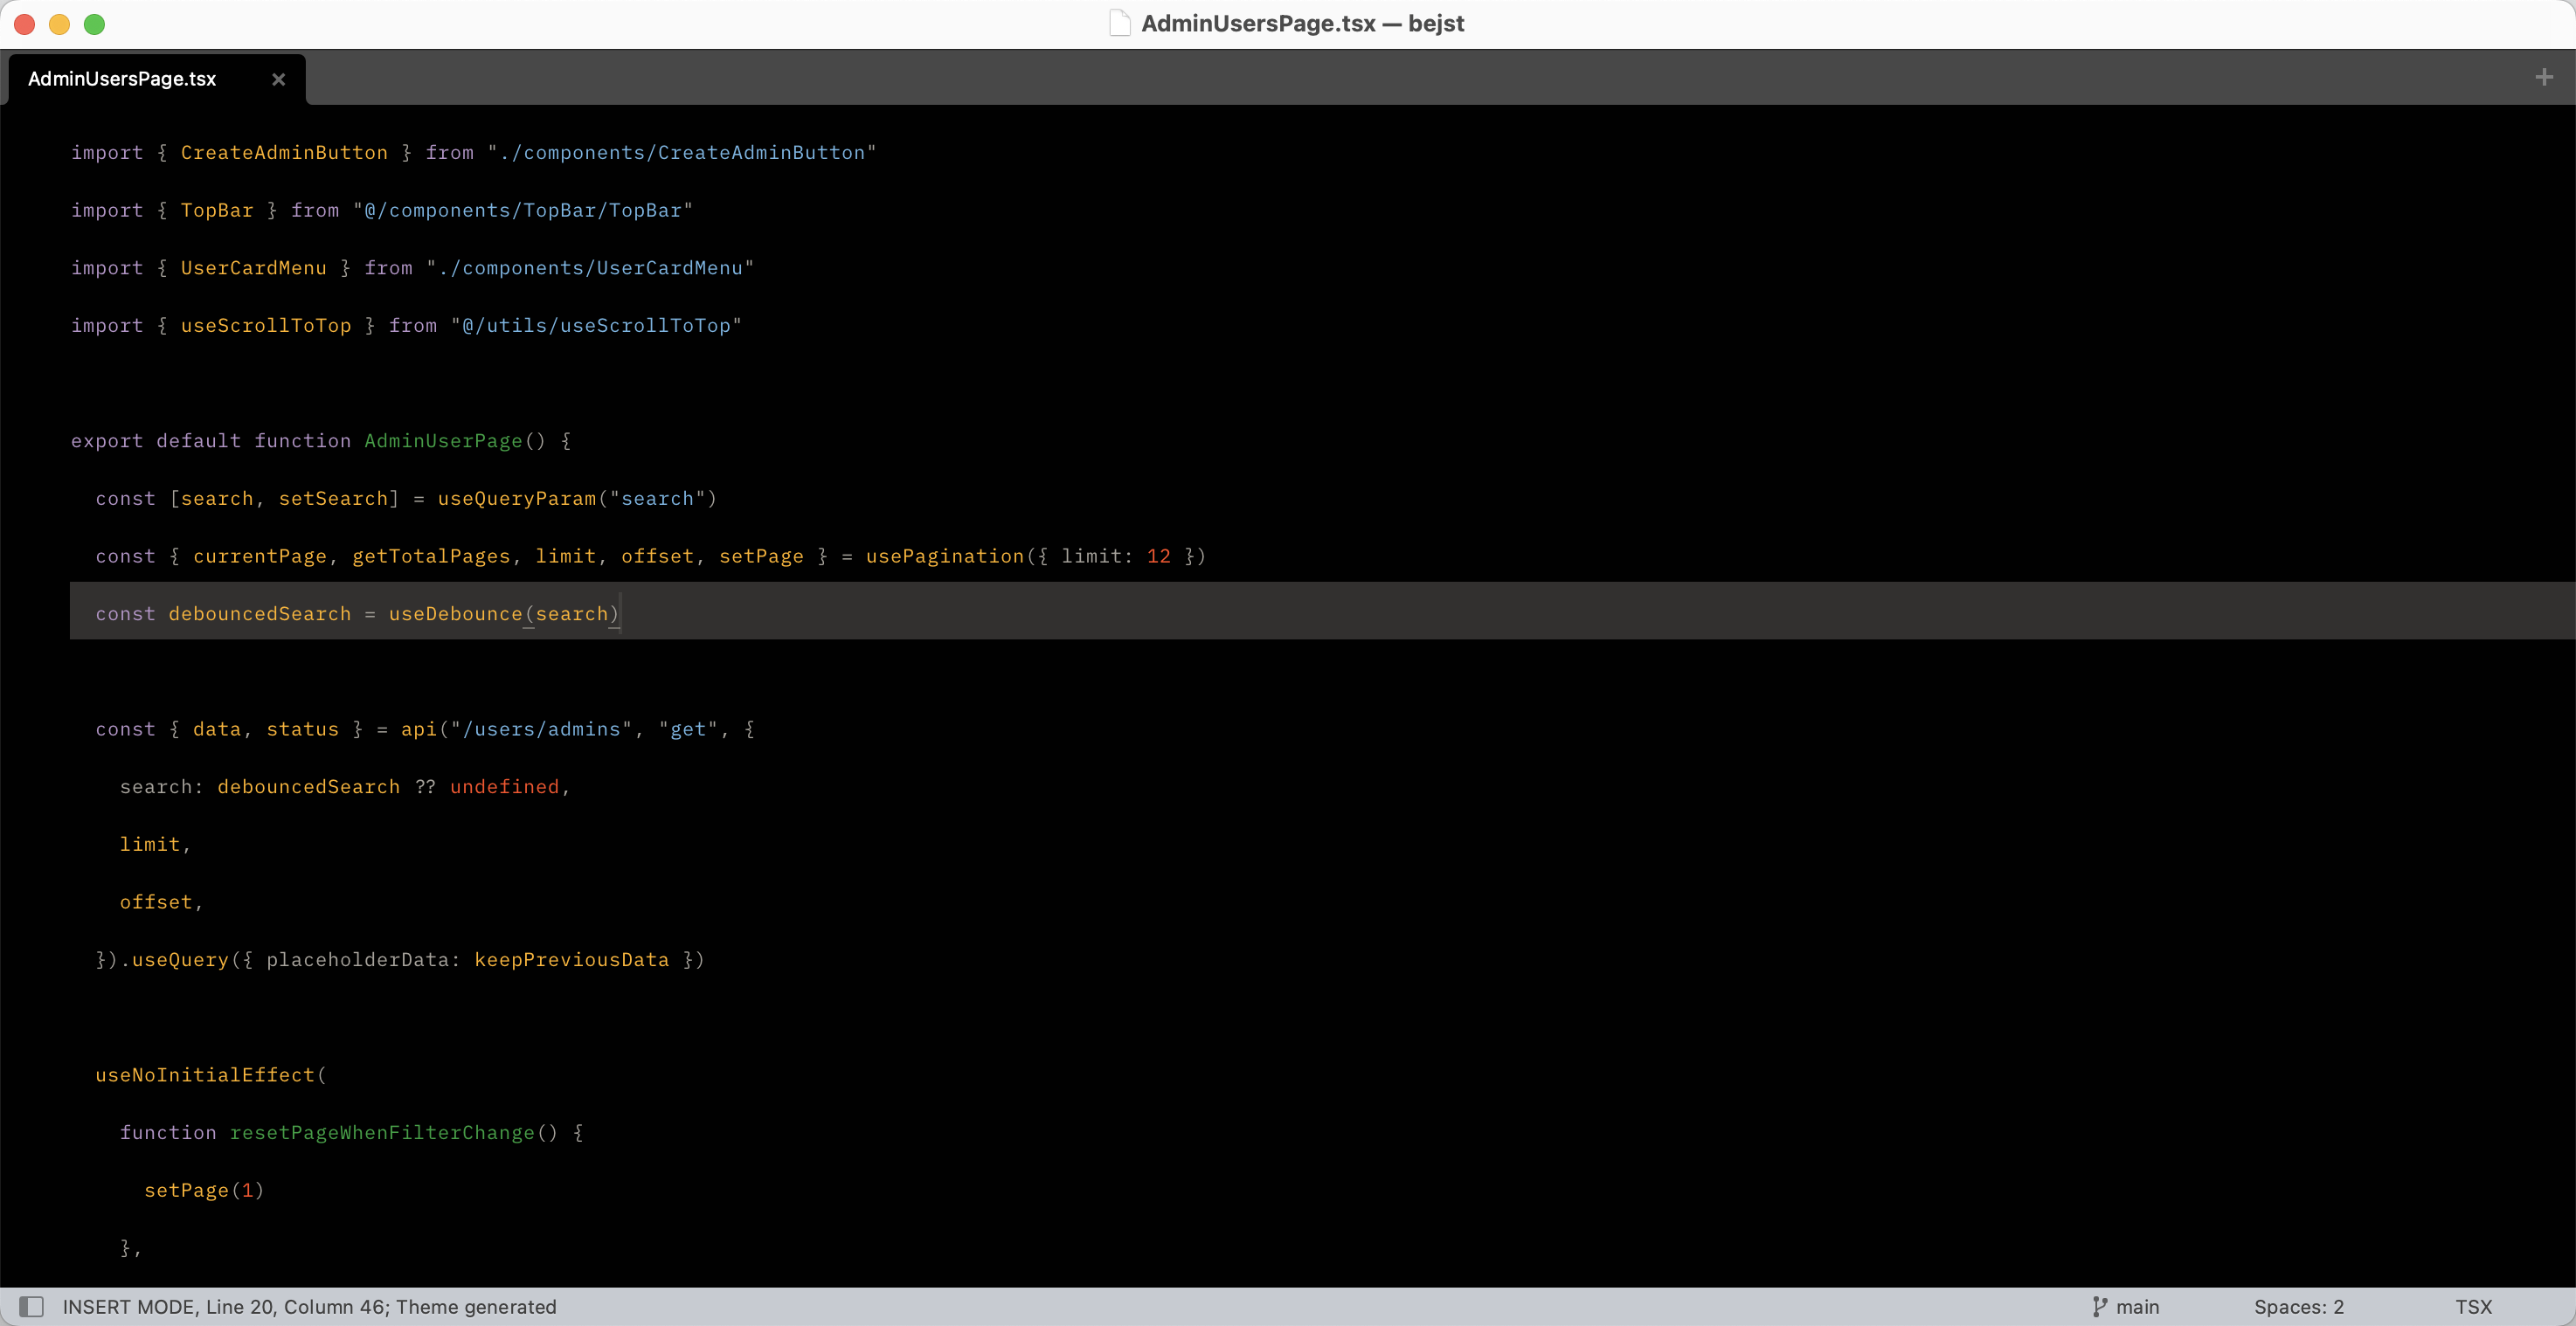 AdminUsersPage.tsx — bejst
AdminUsersPage.tsx
import { CreateAdminButton } from "./components/CreateAdminButton"
import { TopBar } from "@/components/TopBar/TopBar"
import { UserCardMenu } from "./components/UserCardMenu"
import { useScrollToTop } from "@/utils/useScrollToTop"
export default function AdminUserPage() {
  const [search, setSearch] = useQueryParam("search")
  const { currentPage, getTotalPages, limit, offset, setPage } = usePagination({ limit: 12 })
  const debouncedSearch = useDebounce(search)
  const { data, status } = api("/users/admins", "get", {
    search: debouncedSearch ?? undefined,
    limit,
    offset,
  }).useQuery({ placeholderData: keepPreviousData })
  useNoInitialEffect(
    function resetPageWhenFilterChange() {
      setPage(1)
    },
INSERT MODE, Line 20, Column 46; Theme generated
main
Spaces: 2
TSX